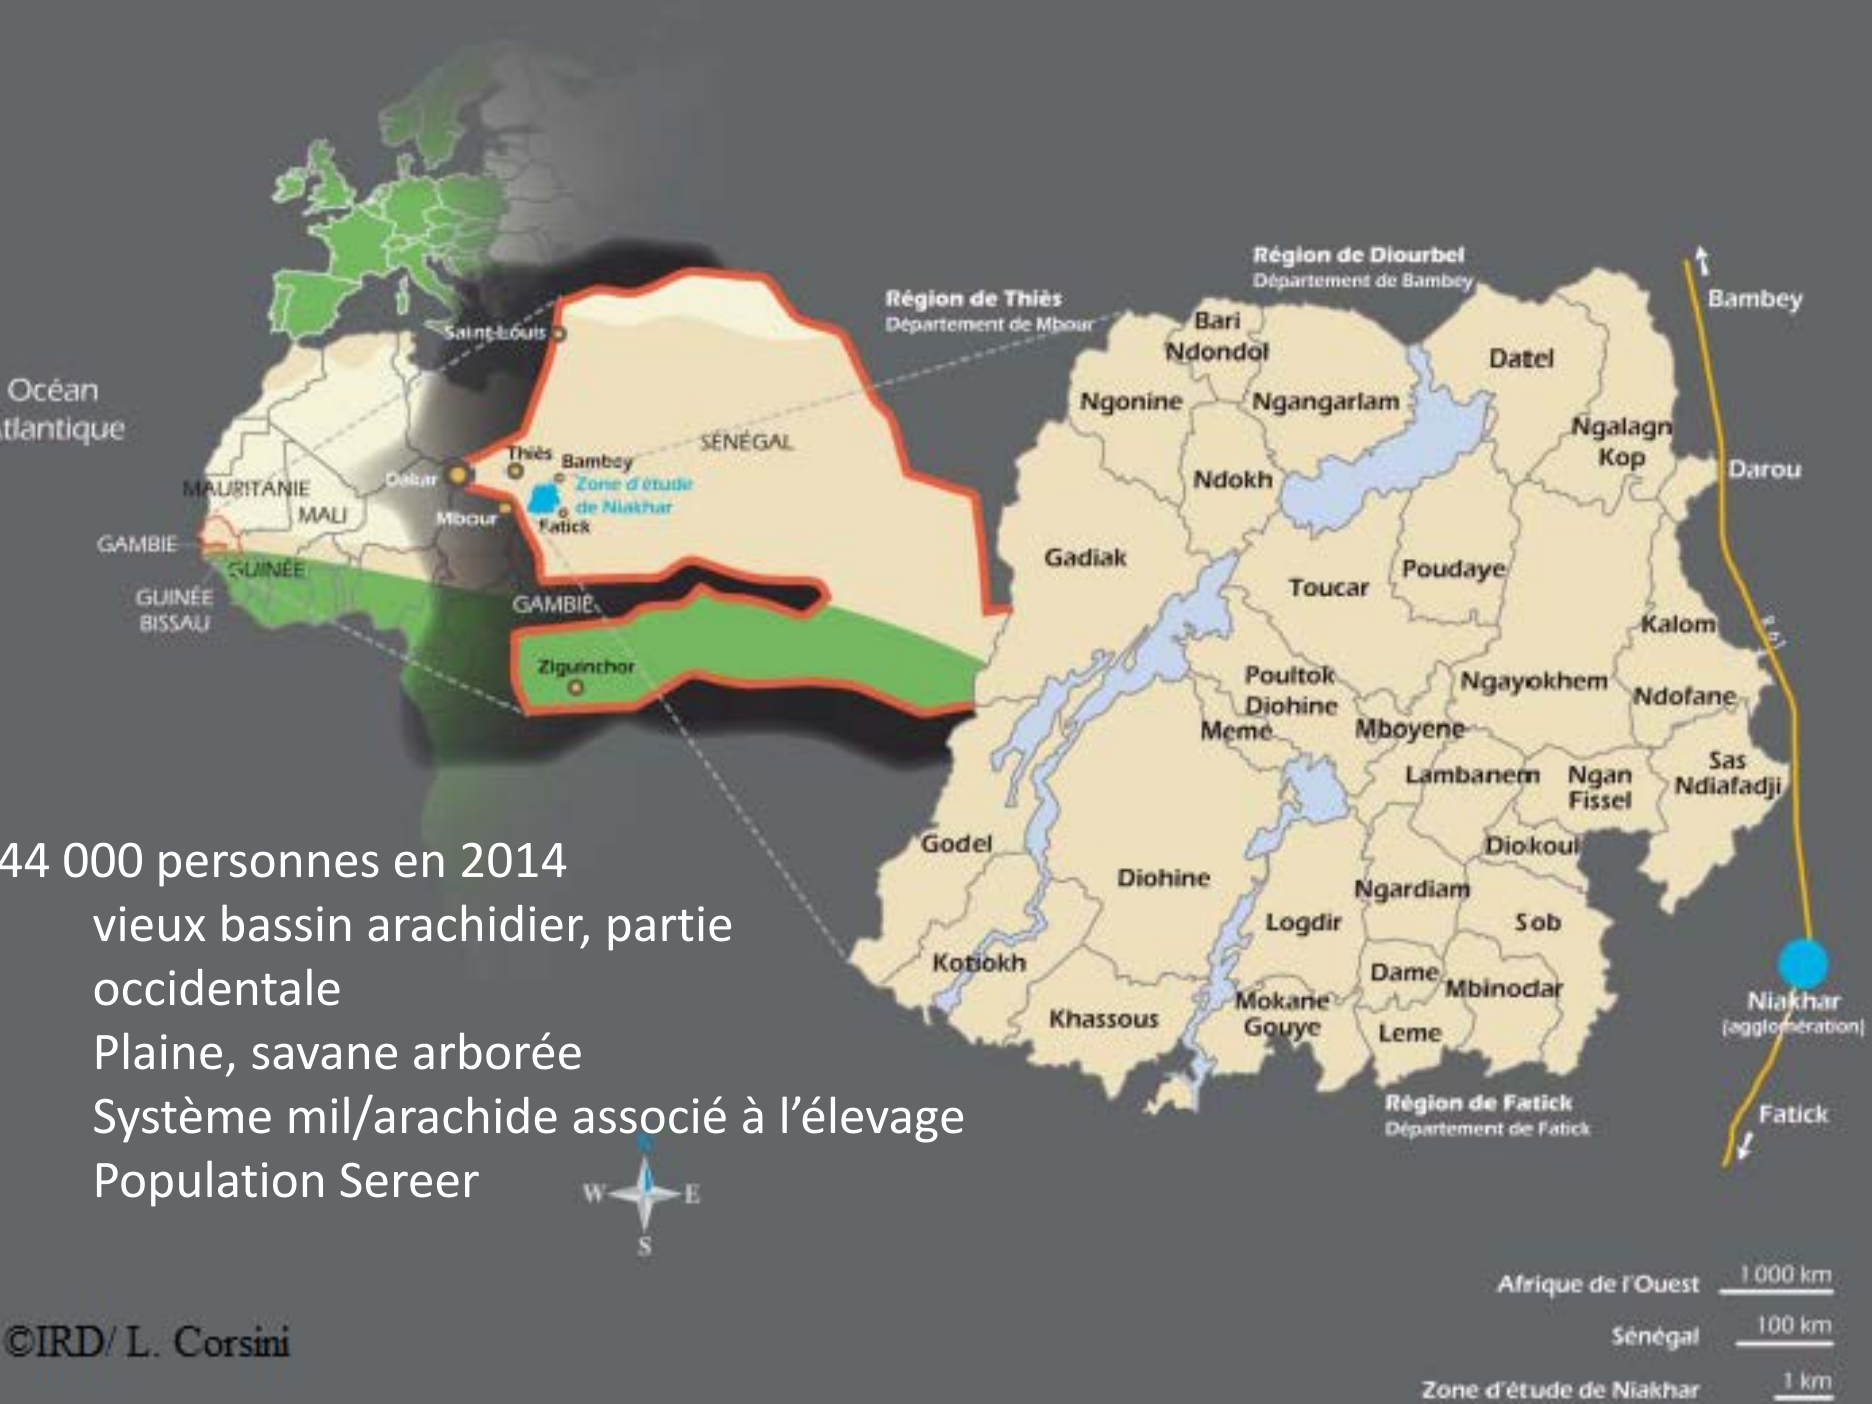 Océan
Atlantique
MAURITANIE
MALI
GAMBIE
GUINÉE
GUINÉE
BISSAU
Saint-Louis
Dakar
Thiès
Bambey
Zone d'étude
de Niakhar
Mbour
Fatick
SÉNÉGAL
GAMBIE
Ziguinchor
Région de Thiès
Département de Mbour
Région de Diourbel
Département de Bambey
Bari
Ndondol
Ngonine
Ngangarlam
Datel
Ngalagn
Kop
Ndokh
Gadiak
Toucar
Poudaye
Kalom
Poultok
Diohine
Meme
Mboyene
Ngayokhem
Ndofane
Lambanem
Ngan
Fissel
Sas
Ndiafadji
Godel
Diohine
Diokoul
Ngardiam
Logdir
Sob
Kotiokh
Dame
Mbinodar
Khassous
Mokane
Gouye
Leme
Région de Fatick
Département de Fatick
Bambey
Darou
R 61
Niakhar
(agglomération)
Fatick
44 000 personnes en 2014
vieux bassin arachidier, partie
occidentale
Plaine, savane arborée
Système mil/arachide associé à l’élevage
Population Sereer
W
E
S
Afrique de l'Ouest
1 000 km
Sénégal
100 km
Zone d'étude de Niakhar
1 km
©IRD/ L. Corsini